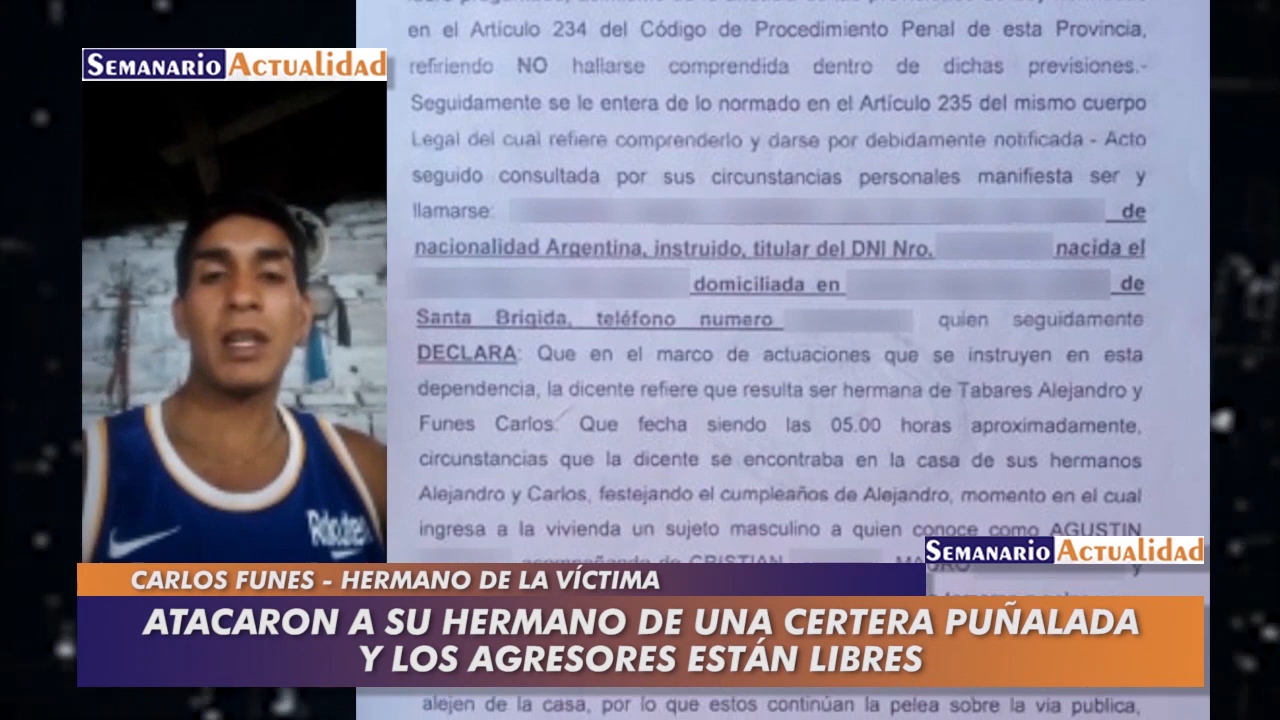 SEMANARIO ACTUALIDAD
en el Artículo 234 del Código de Procedimiento Penal de esta Provincia,
refiriendo NO hallarse comprendida dentro de dichas previsiones.-
Seguidamente se le entera de lo normado en el Artículo 235 del mismo cuerpo
Legal del cual refiere comprenderlo y darse por debidamente notificada - Acto
seguido consultada por sus circunstancias personales manifiesta ser y
llamarse: de
nacionalidad Argentina, instruido, titular del DNI Nro, nacida el
domiciliada en de
Santa Brigida, teléfono numero quien seguidamente
DECLARA: Que en el marco de actuaciones que se instruyen en esta
dependencia, la dicente refiere que resulta ser hermana de Tabares Alejandro y
Funes Carlos. Que fecha siendo las 05.00 horas aproximadamente,
circunstancias que la dicente se encontraba en la casa de sus hermanos
Alejandro y Carlos, festejando el cumpleaños de Alejandro, momento en el cual
ingresa a la vivienda un sujeto masculino a quien conoce como AGUSTIN
SEMANARIO ACTUALIDAD
CARLOS FUNES - HERMANO DE LA VÍCTIMA
ATACARON A SU HERMANO DE UNA CERTERA PUÑALADA
Y LOS AGRESORES ESTÁN LIBRES
alejen de la casa, por lo que estos continúan la pelea sobre la via publica,